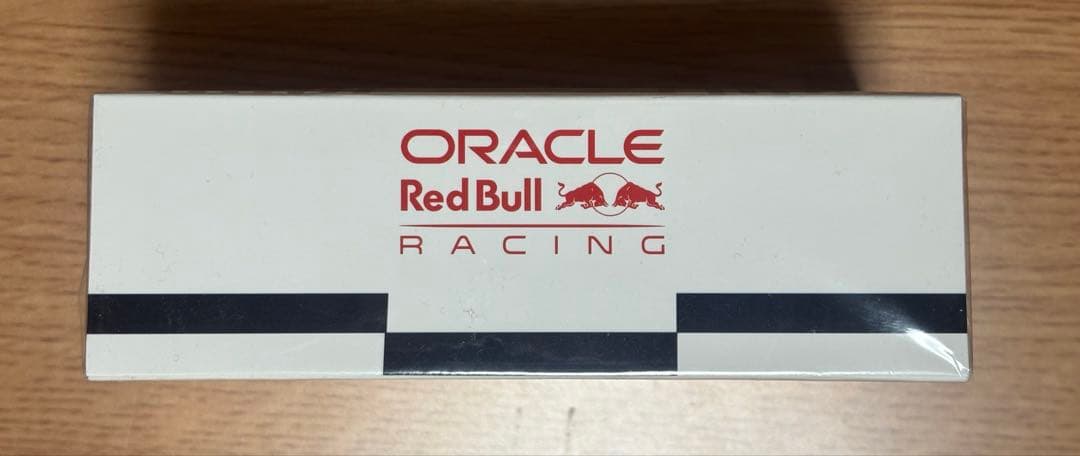 ORACLE
Red Bull
RACING